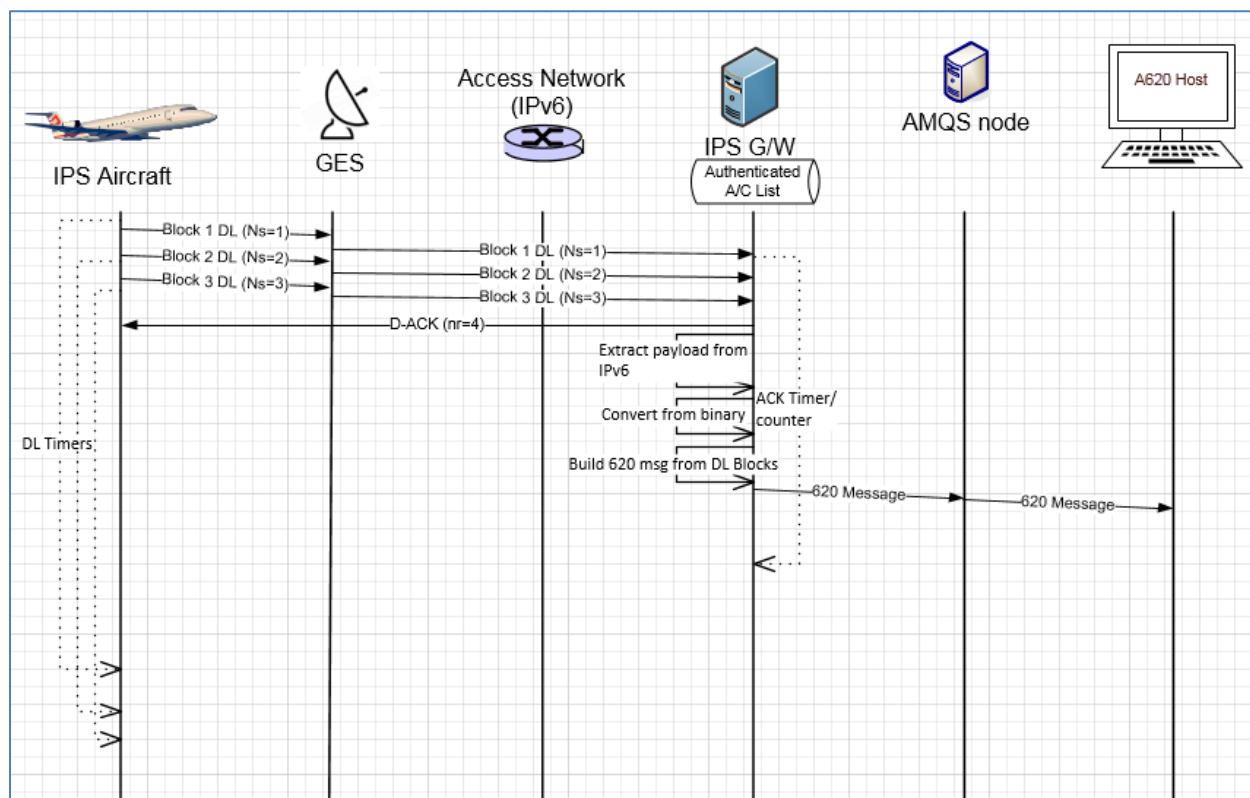 IPS Aircraft
GES
Access Network
(IPv6)
IPS G/W
Authenticated
A/C List
AMQS node
A620 Host
Block 1 DL (Ns=1)
Block 2 DL (Ns=2)
Block 3 DL (Ns=3)
Block 1 DL (Ns=1)
Block 2 DL (Ns=2)
Block 3 DL (Ns=3)
D-ACK (nr=4)
Extract payload from
IPv6
Convert from binary
ACK Timer/
counter
DL Timers
Build 620 msg from DL Blocks
620 Message
620 Message